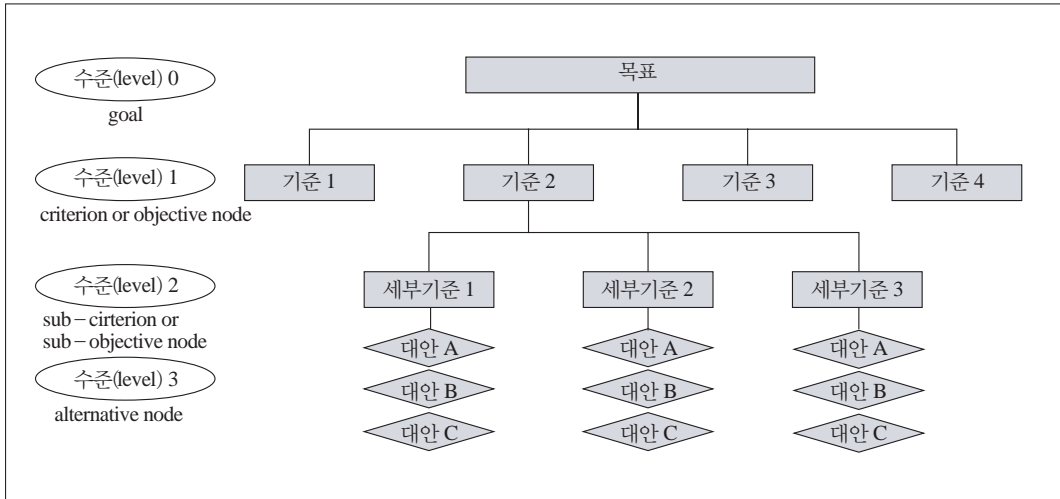 수준(level) 0
목표
goal
수준(level) 1
기준 1
기준 2
기준 3
기준 4
criterion or objective node
수준(level) 2
세부기준 1
세부기준 2
세부기준 3
sub－cirterion or
sub－objective node
대안 A
대안 A
대안 A
수준(level) 3
대안 B
대안 B
대안 B
alternative node
대안 C
대안 C
대안 C